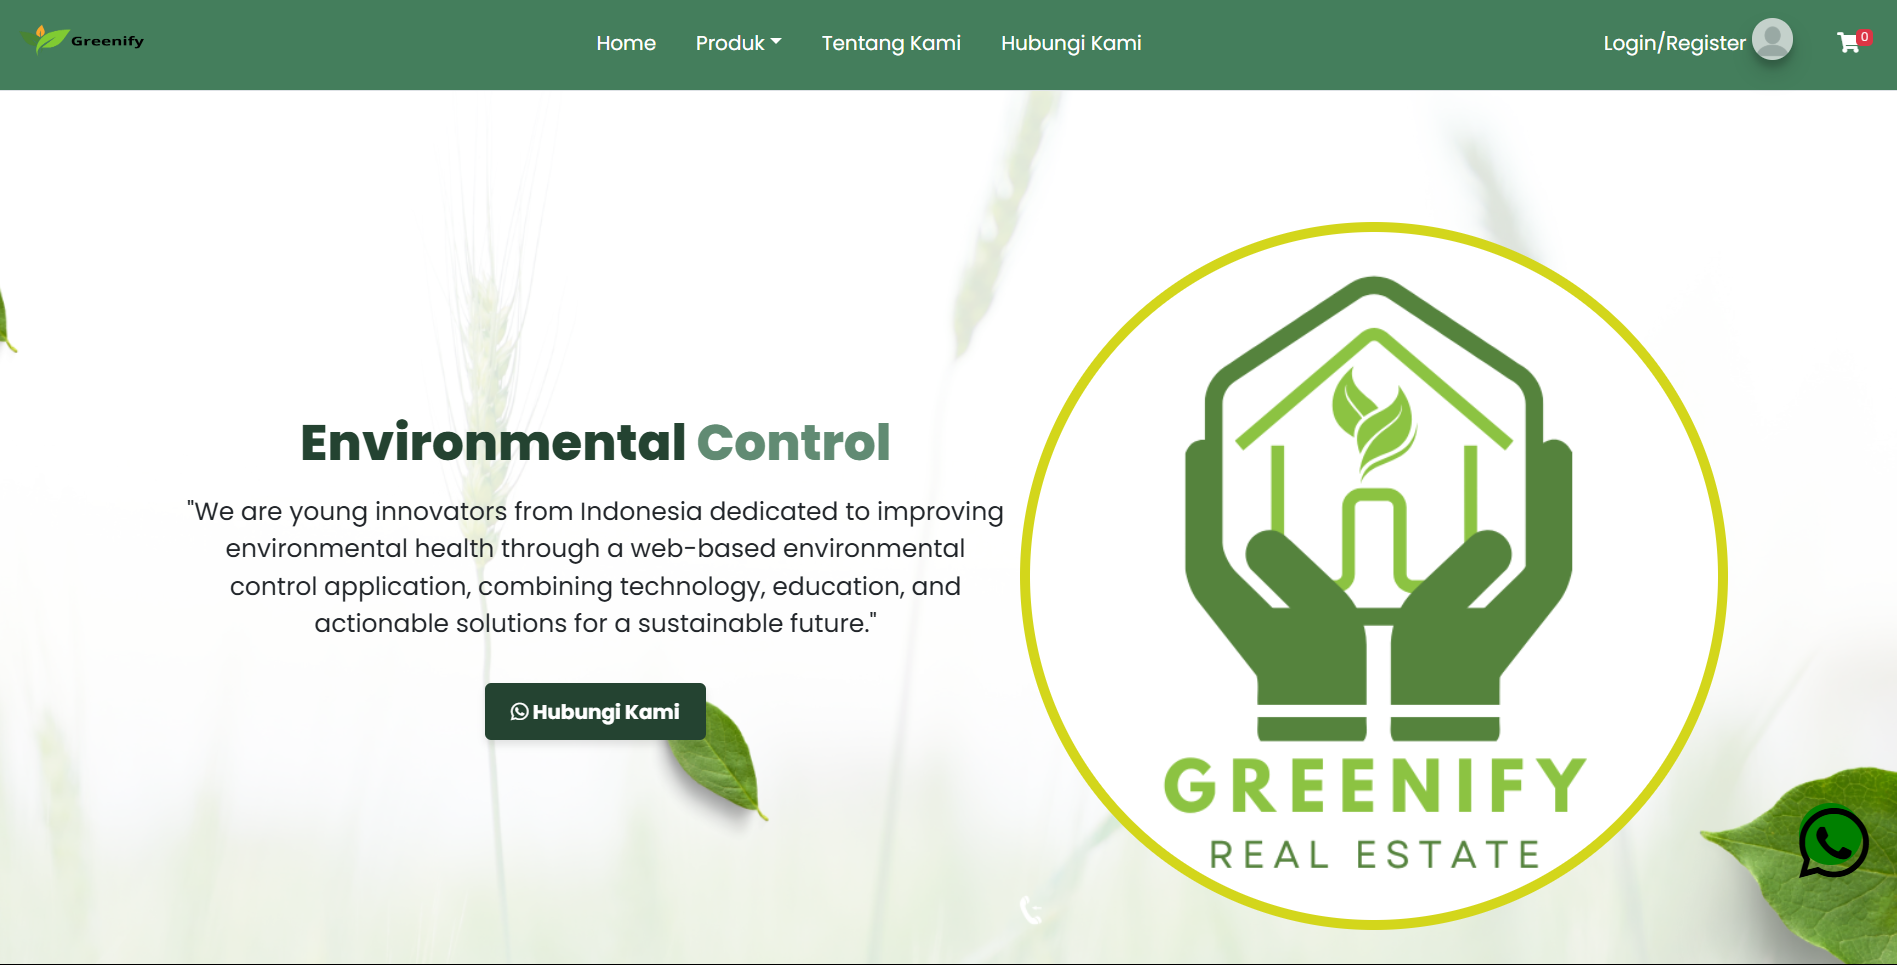 Greenify
Home
Produk
Tentang Kami
Hubungi Kami
Login/Register
0
Environmental Control
"We are young innovators from Indonesia dedicated to improving
environmental health through a web-based environmental
control application, combining technology, education, and
actionable solutions for a sustainable future."
Hubungi Kami
GREENIFY
REAL ESTATE